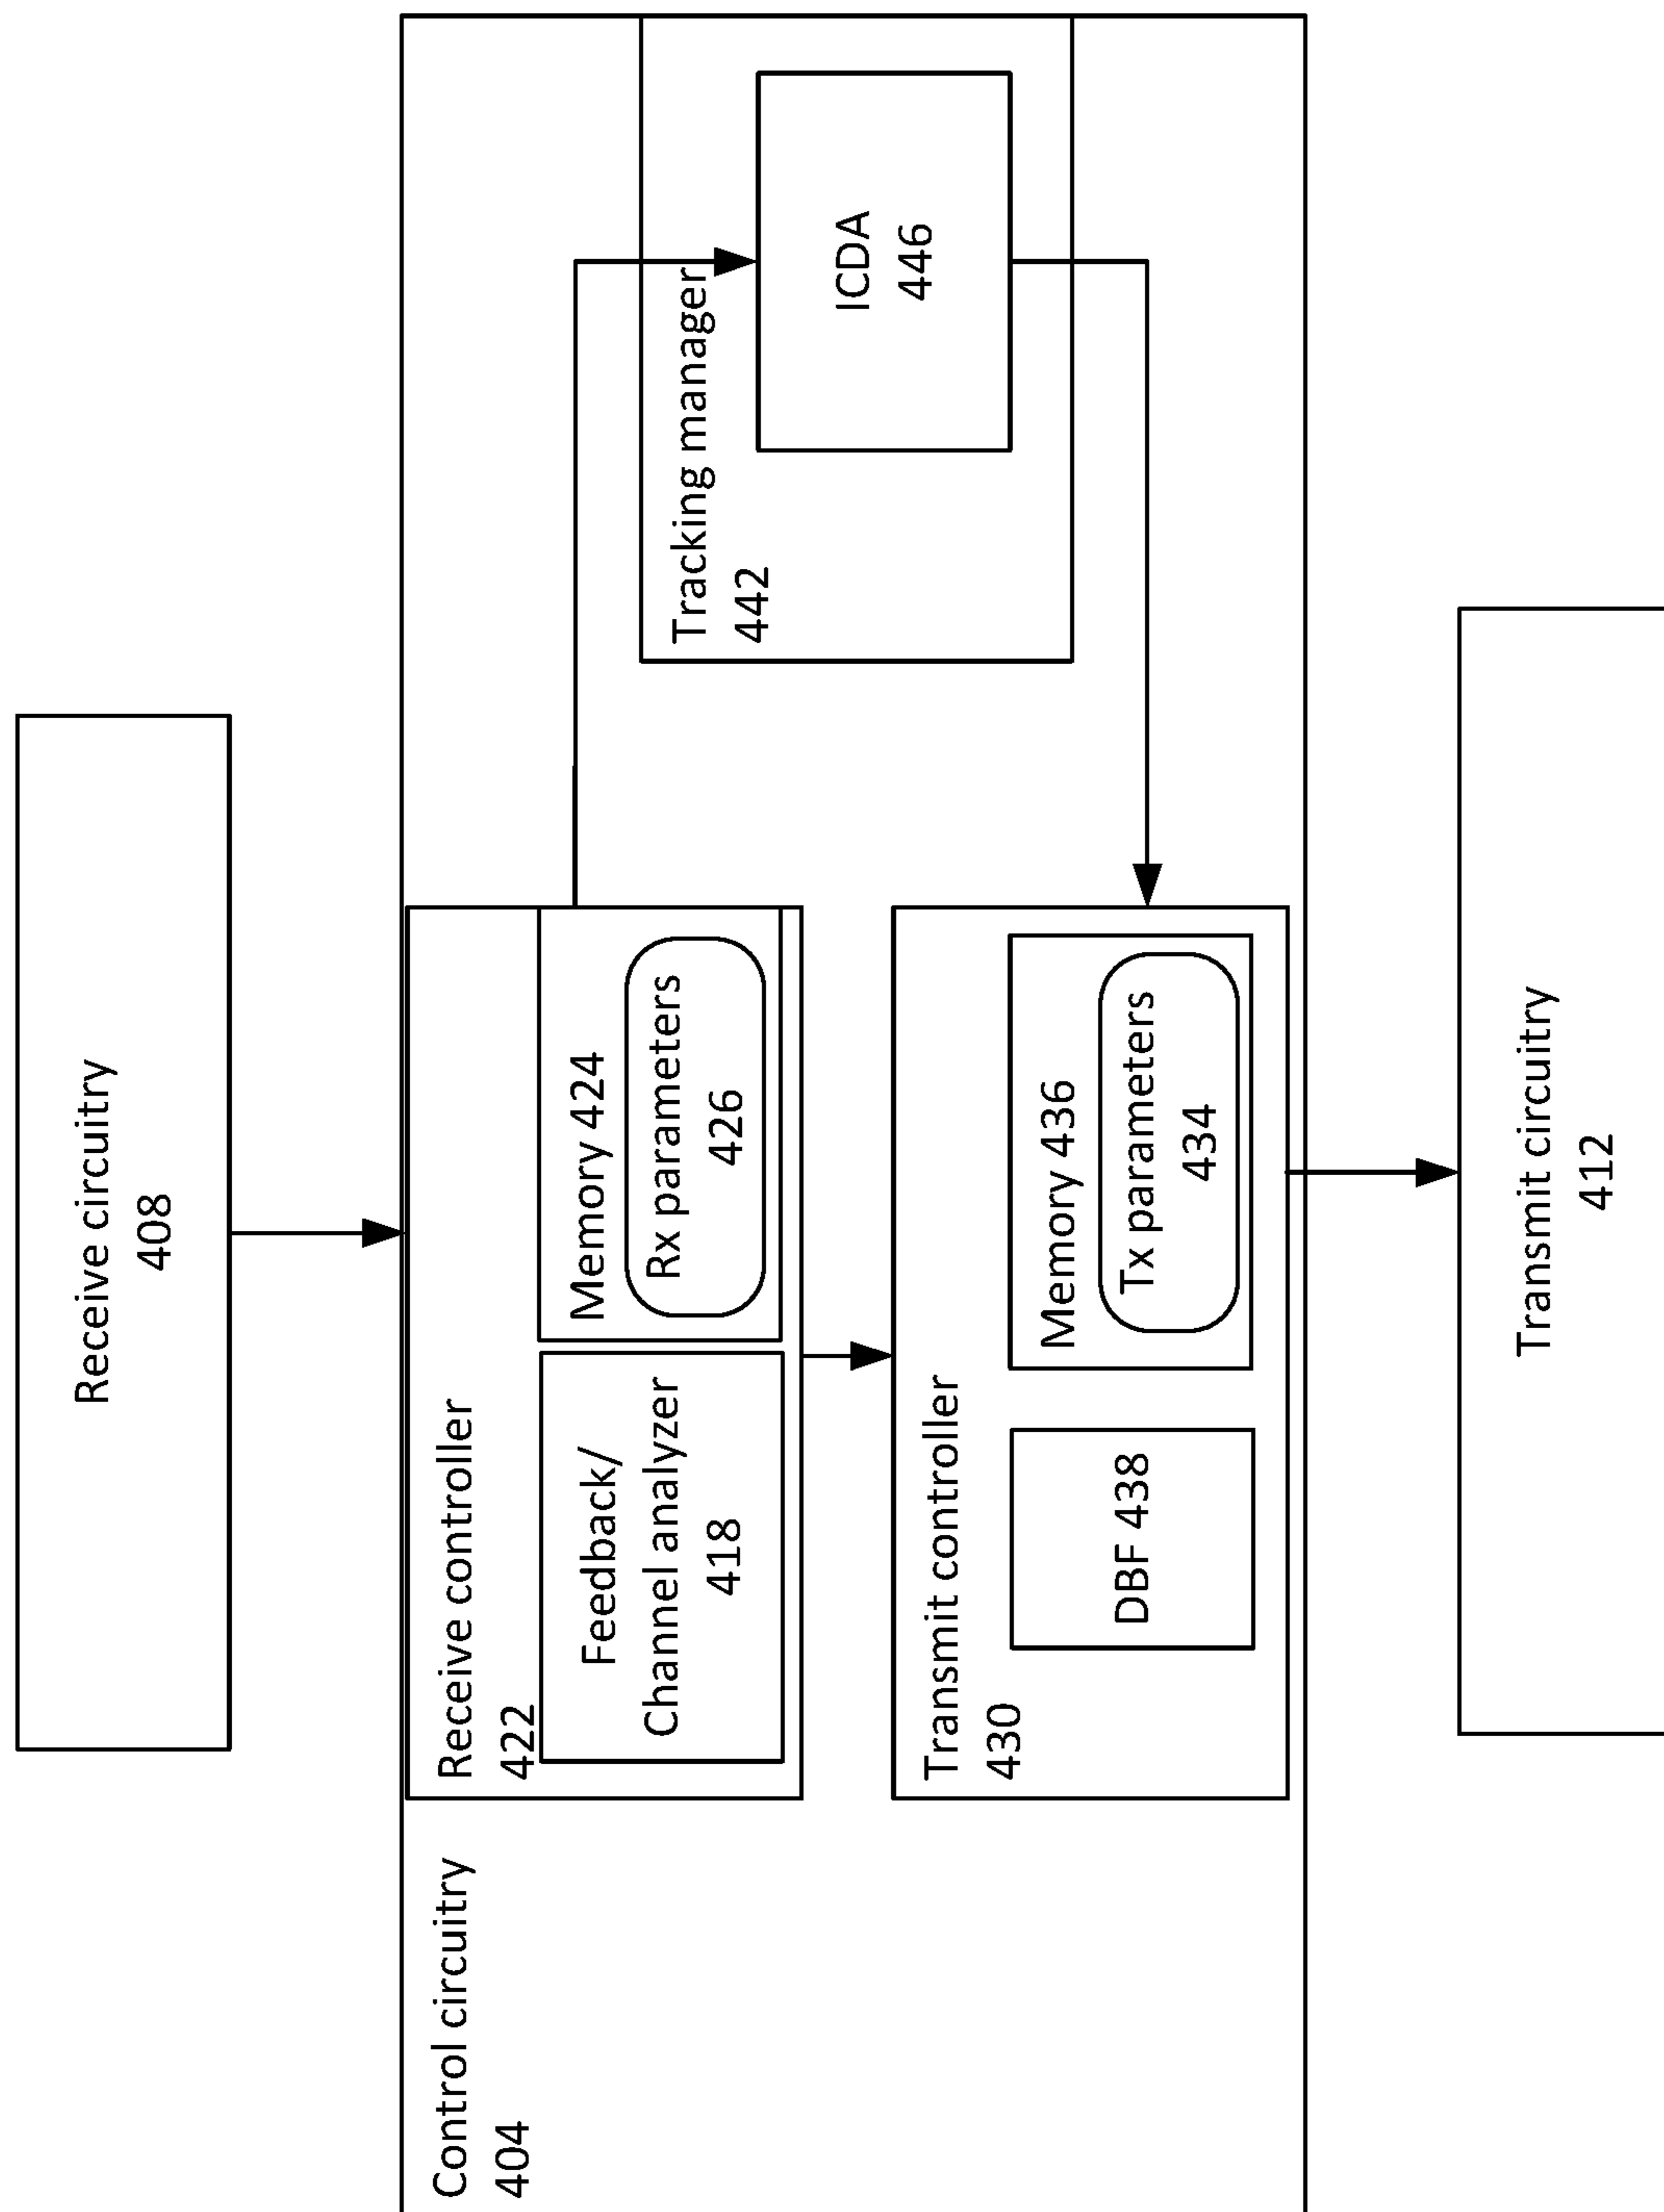 Receive circuitry
408
Control circuitry
404
Receive controller
422
Feedback/
Channel analyzer
418
Memory 424
Rx parameters
426
Tracking manager
442
ICDA
446
Transmit controller
430
DBF 438
Memory 436
Tx parameters
434
Transmit circuitry
412